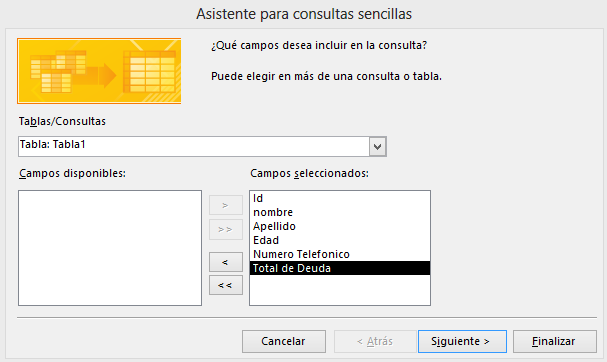 Asistente para consultas sencillas
¿Qué campos desea incluir en la consulta?
Puede elegir en más de una consulta o tabla.
Tablas/Consultas
Tabla: Tabla1
Campos disponibles:
Campos seleccionados:
Id
nombre
Apellido
Edad
Numero Telefonico
Total de Deuda
>
>>
<
<<
Cancelar
< Atrás
Siguiente >
Finalizar